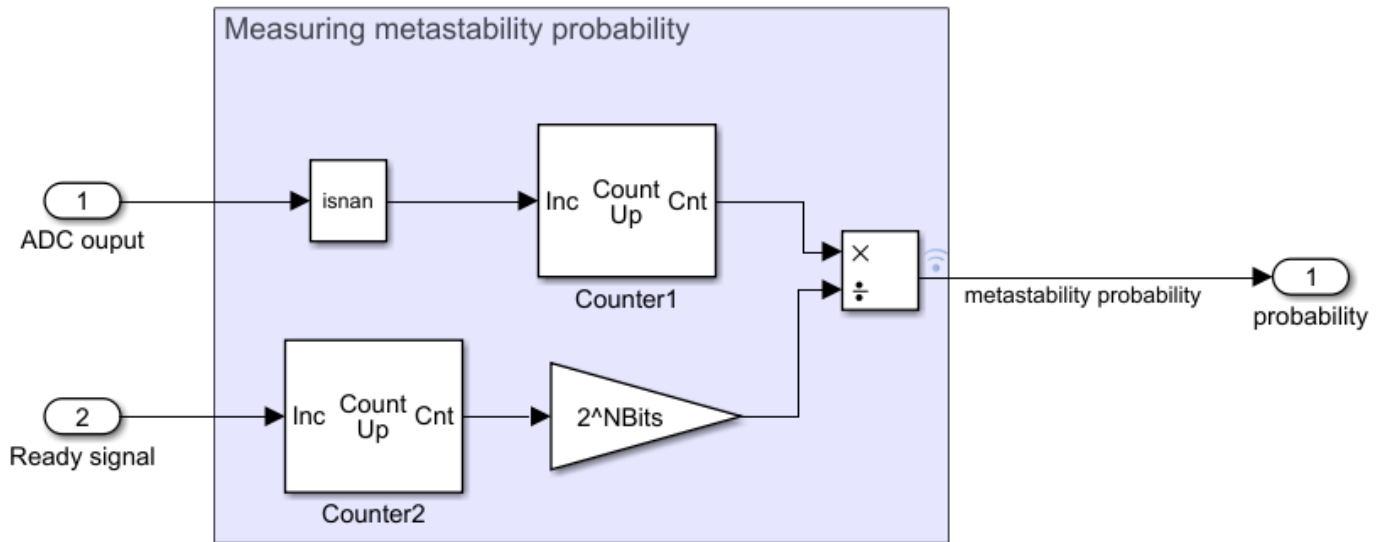 Measuring metastability probability
1
ADC ouput
isnan
Inc
Count
Up
Cnt
Counter1
×
÷
metastability probability
1
probability
2
Ready signal
Inc
Count
Up
Cnt
Counter2
2^NBits